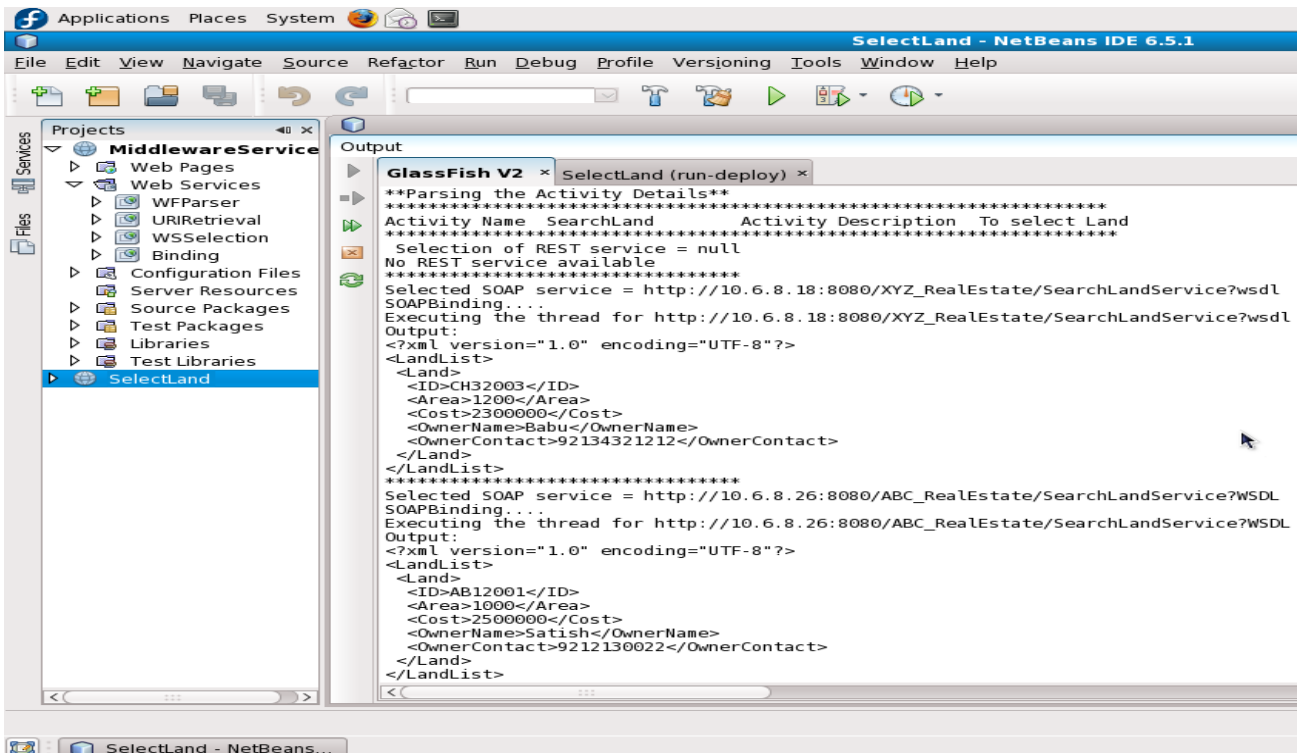 Applications Places System
SelectLand - NetBeans IDE 6.5.1
File Edit View Navigate Source Refactor Run Debug Profile Versioning Tools Window Help
Services
Files
Projects
MiddlewareService
Web Pages
Web Services
WFParser
URIRetrieval
WSSelection
Binding
Configuration Files
Server Resources
Source Packages
Test Packages
Libraries
Test Libraries
SelectLand
Output
GlassFish V2 × SelectLand (run-deploy) ×
**Parsing the Activity Details**
********************************************************************
Activity Name  SearchLand        Activity Description  To select Land
*********************************************************************
 Selection of REST service = null
No REST service available
*********************************
Selected SOAP service = http://10.6.8.18:8080/XYZ_RealEstate/SearchLandService?wsdl
SOAPBinding....
Executing the thread for http://10.6.8.18:8080/XYZ_RealEstate/SearchLandService?wsdl
Output:
<?xml version="1.0" encoding="UTF-8"?>
<LandList>
 <Land>
  <ID>CH32003</ID>
  <Area>1200</Area>
  <Cost>2300000</Cost>
  <OwnerName>Babu</OwnerName>
  <OwnerContact>92134321212</OwnerContact>
 </Land>
</LandList>
*********************************
Selected SOAP service = http://10.6.8.26:8080/ABC_RealEstate/SearchLandService?WSDL
SOAPBinding....
Executing the thread for http://10.6.8.26:8080/ABC_RealEstate/SearchLandService?WSDL
Output:
<?xml version="1.0" encoding="UTF-8"?>
<LandList>
 <Land>
  <ID>AB12001</ID>
  <Area>1000</Area>
  <Cost>2500000</Cost>
  <OwnerName>Satish</OwnerName>
  <OwnerContact>9212130022</OwnerContact>
 </Land>
</LandList>
SelectLand - NetBeans...